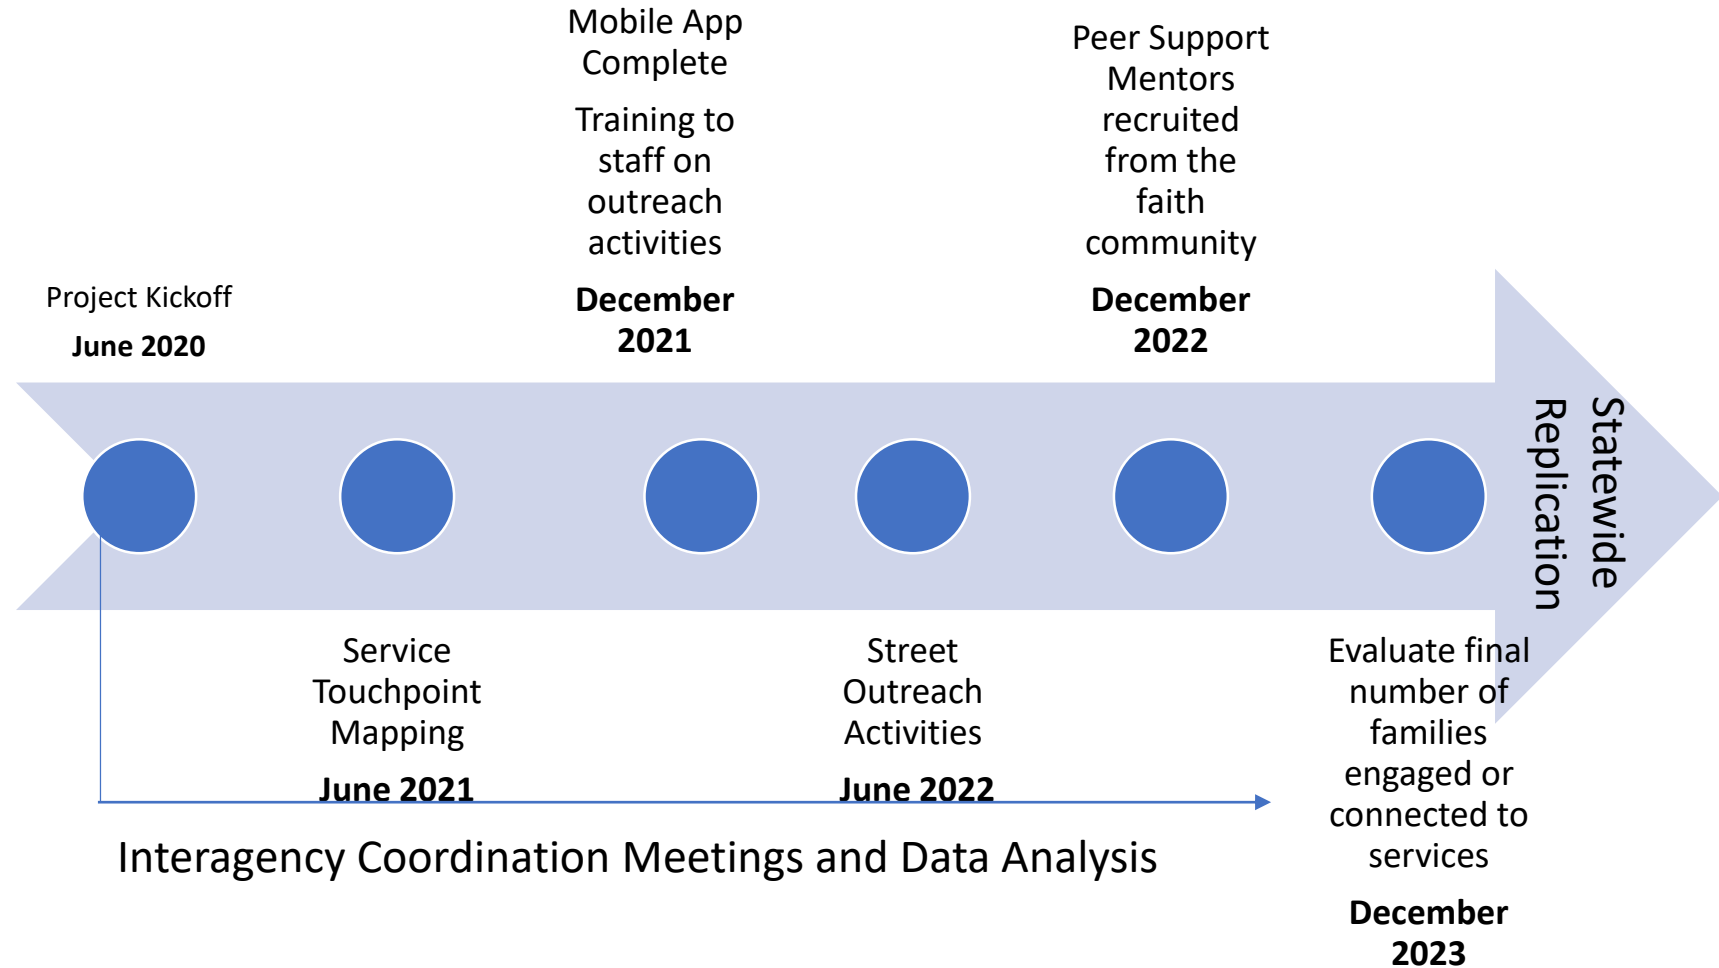 Project Kickoff
June 2020
Service
Touchpoint
Mapping
June 2021
Mobile App
Complete
Training to
staff on
outreach
activities
December
2021
Street
Outreach
Activities
June 2022
Peer Support
Mentors
recruited
from the
faith
community
December
2022
Evaluate final
number of
families
engaged or
connected to
services
December
2023
Statewide
Replication
Interagency Coordination Meetings and Data Analysis